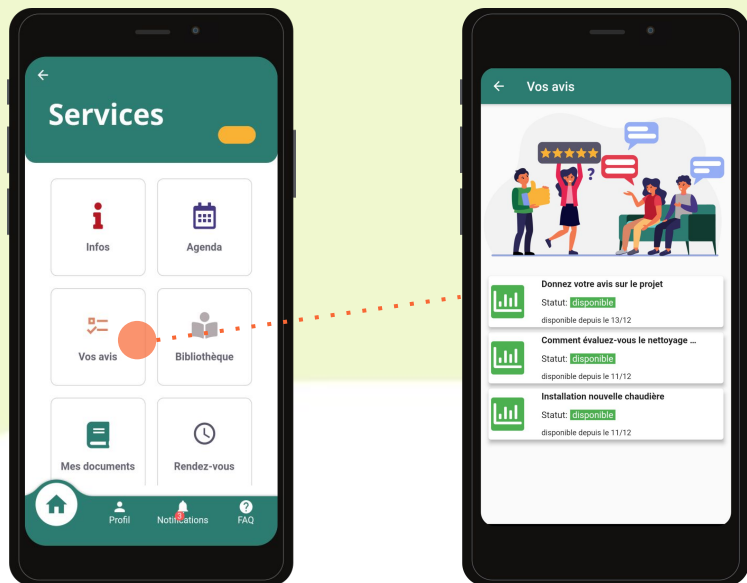 Services
Infos
Agenda
Vos avis
Bibliothèque
Mes documents
Rendez-vous
Profil
Notifications
FAQ
Vos avis
?
Donnez votre avis sur le projet
Statut: disponible
disponible depuis le 13/12
Comment évaluez-vous le nettoyage ...
Statut: disponible
disponible depuis le 11/12
Installation nouvelle chaudière
Statut: disponible
disponible depuis le 11/12